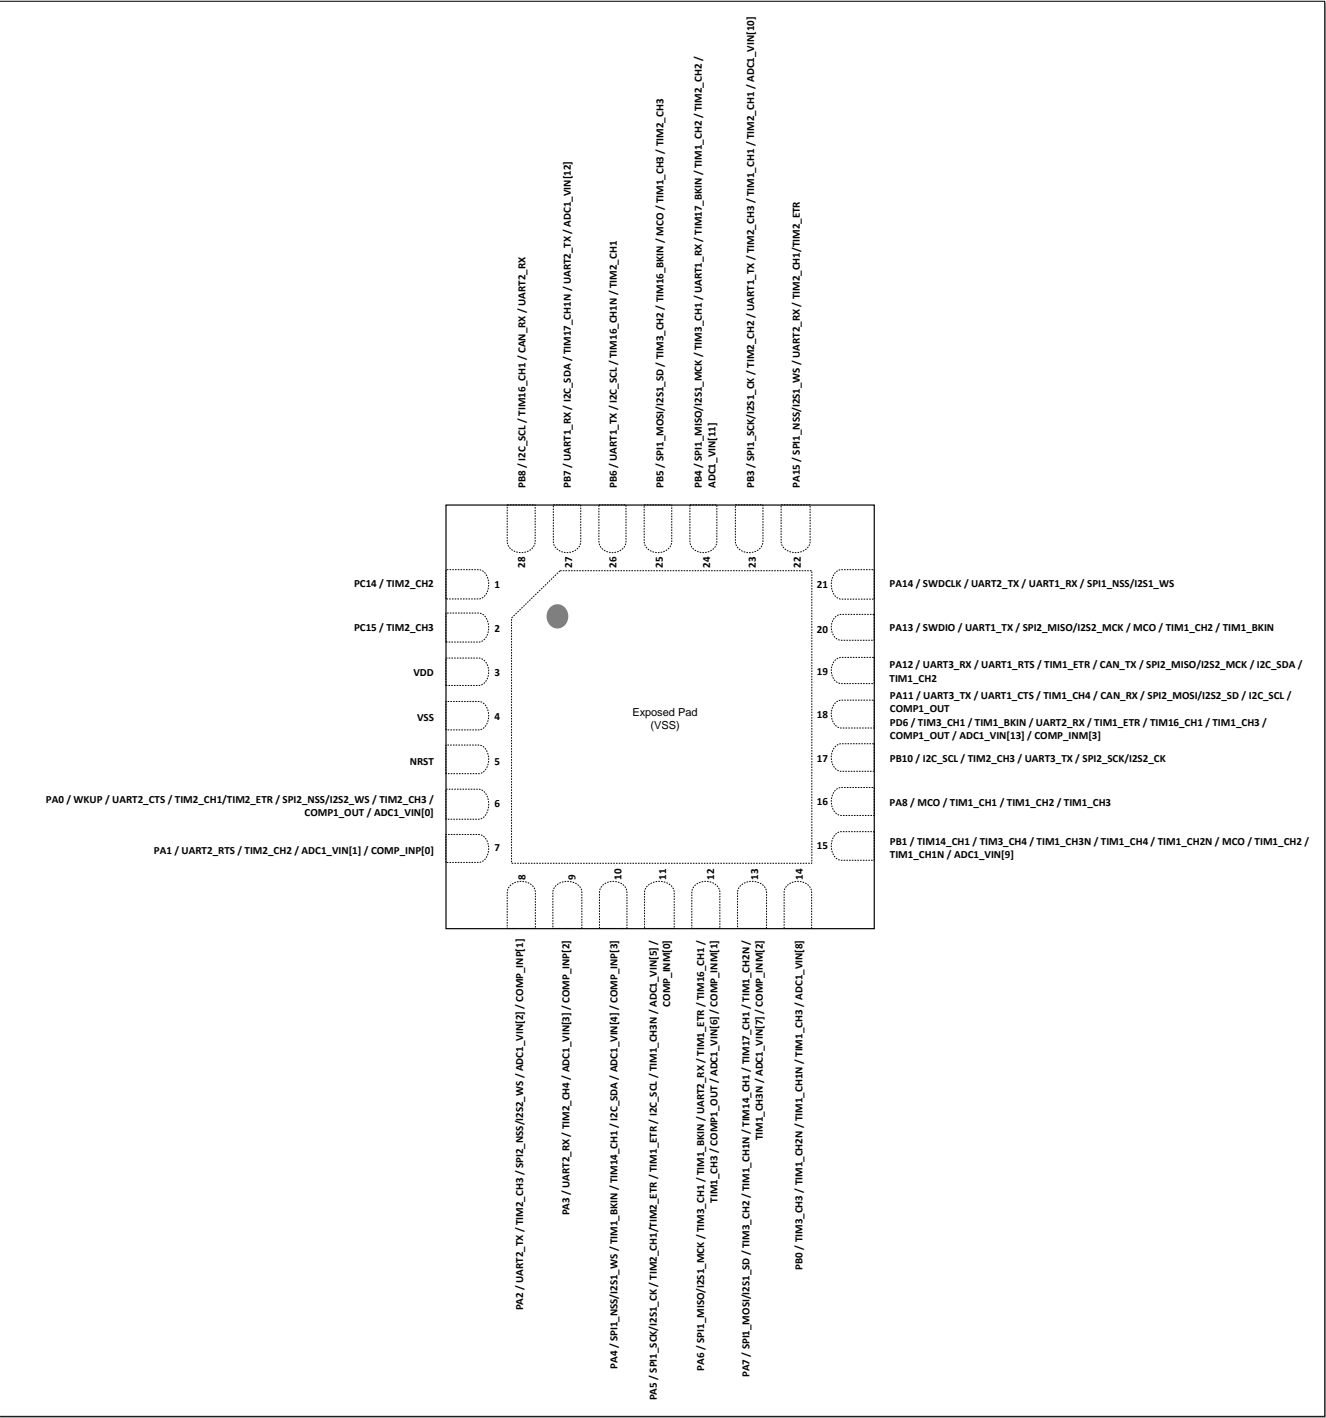 PB8 / I2C_SCL / TIM16_CH1 / CAN_RX / UART2_RX
PB7 / UART1_RX / I2C_SDA / TIM17_CH1N / UART2_TX / ADC1_VIN[12]
PB6 / UART1_TX / I2C_SCL / TIM16_CH1N / TIM2_CH1
PB5 / SPI1_MOSI/I2S1_SD / TIM3_CH2 / TIM16_BKIN / MCO / TIM1_CH3 / TIM2_CH3
PB4 / SPI1_MISO/I2S1_MCK / TIM3_CH1 / UART1_RX / TIM17_BKIN / TIM1_CH2 / TIM2_CH2 /
ADC1_VIN[11]
PB3 / SPI1_SCK/I2S1_CK / TIM2_CH2 / UART1_TX / TIM2_CH3 / TIM1_CH1 / TIM2_CH1 / ADC1_VIN[10]
PA15 / SPI1_NSS/I2S1_WS / UART2_RX / TIM2_CH1/TIM2_ETR
28
27
26
25
24
23
22
PC14 / TIM2_CH2
1
PC15 / TIM2_CH3
2
VDD
3
VSS
4
NRST
5
PA0 / WKUP / UART2_CTS / TIM2_CH1/TIM2_ETR / SPI2_NSS/I2S2_WS / TIM2_CH3 /
COMP1_OUT / ADC1_VIN[0]
6
PA1 / UART2_RTS / TIM2_CH2 / ADC1_VIN[1] / COMP_INP[0]
7
Exposed Pad
(VSS)
21
PA14 / SWDCLK / UART2_TX / UART1_RX / SPI1_NSS/I2S1_WS
20
PA13 / SWDIO / UART1_TX / SPI2_MISO/I2S2_MCK / MCO / TIM1_CH2 / TIM1_BKIN
19
PA12 / UART3_RX / UART1_RTS / TIM1_ETR / CAN_TX / SPI2_MISO/I2S2_MCK / I2C_SDA /
TIM1_CH2
18
PA11 / UART3_TX / UART1_CTS / TIM1_CH4 / CAN_RX / SPI2_MOSI/I2S2_SD / I2C_SCL /
COMP1_OUT
PD6 / TIM3_CH1 / TIM1_BKIN / UART2_RX / TIM1_ETR / TIM16_CH1 / TIM1_CH3 /
COMP1_OUT / ADC1_VIN[13] / COMP_INM[3]
17
PB10 / I2C_SCL / TIM2_CH3 / UART3_TX / SPI2_SCK/I2S2_CK
16
PA8 / MCO / TIM1_CH1 / TIM1_CH2 / TIM1_CH3
15
PB1 / TIM14_CH1 / TIM3_CH4 / TIM1_CH3N / TIM1_CH4 / TIM1_CH2N / MCO / TIM1_CH2 /
TIM1_CH1N / ADC1_VIN[9]
8
9
10
11
12
13
14
PA2 / UART2_TX / TIM2_CH3 / SPI2_NSS/I2S2_WS / ADC1_VIN[2] / COMP_INP[1]
PA3 / UART2_RX / TIM2_CH4 / ADC1_VIN[3] / COMP_INP[2]
PA4 / SPI1_NSS/I2S1_WS / TIM1_BKIN / TIM14_CH1 / I2C_SDA / ADC1_VIN[4] / COMP_INP[3]
PA5 / SPI1_SCK/I2S1_CK / TIM2_CH1/TIM2_ETR / TIM1_ETR / I2C_SCL / TIM1_CH3N / ADC1_VIN[5] /
COMP_INM[0]
PA6 / SPI1_MISO/I2S1_MCK / TIM3_CH1 / TIM1_BKIN / UART2_RX / TIM1_ETR / TIM16_CH1 /
TIM1_CH3 / COMP1_OUT / ADC1_VIN[6] / COMP_INM[1]
PA7 / SPI1_MOSI/I2S1_SD / TIM3_CH2 / TIM1_CH1N / TIM14_CH1 / TIM17_CH1 / TIM1_CH2N /
TIM1_CH3N / ADC1_VIN[7] / COMP_INM[2]
PB0 / TIM3_CH3 / TIM1_CH2N / TIM1_CH1N / TIM1_CH3 / ADC1_VIN[8]